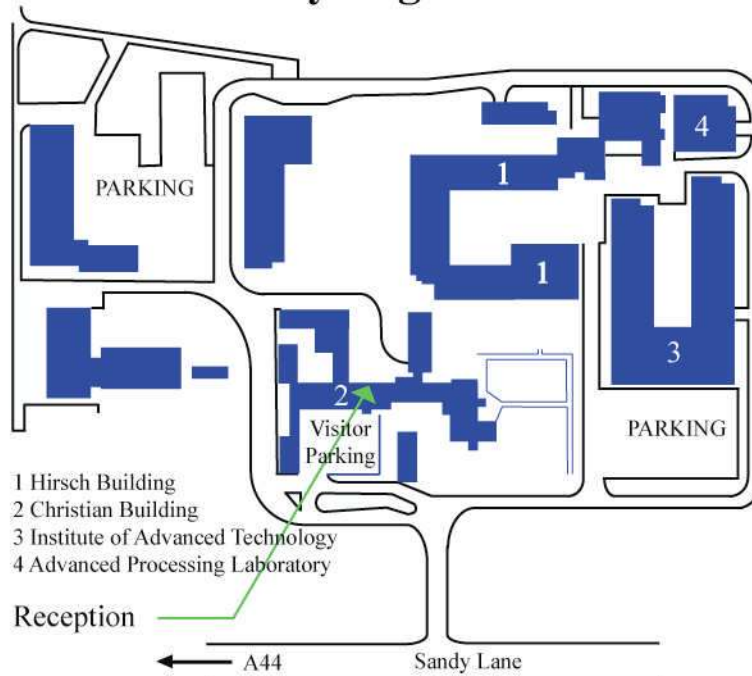 4
PARKING
1
1
3
2
Visitor
Parking
PARKING
1 Hirsch Building
2 Christian Building
3 Institute of Advanced Technology
4 Advanced Processing Laboratory
Reception
A44
Sandy Lane